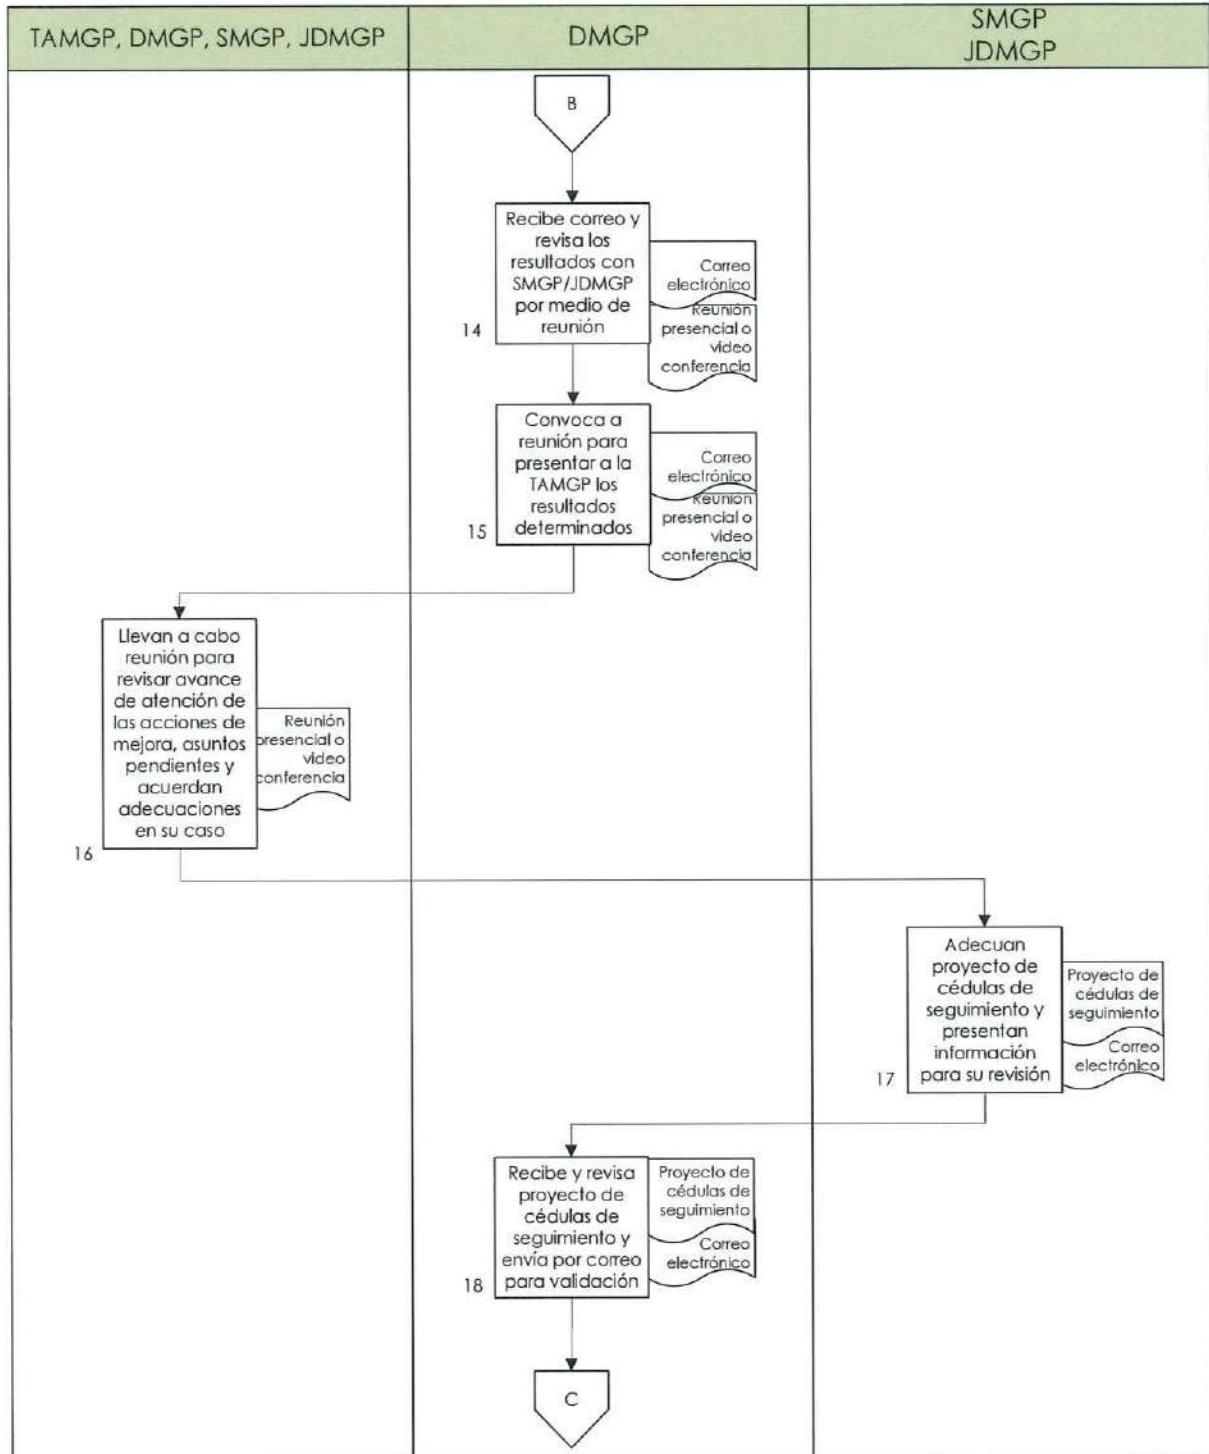 TAMGP, DMGP, SMGP, JDMGP
DMGP
SMGP
JDMGP
B
Recibe correo y
revisa los
resultados con
SMGP/JDMGP
por medio de
reunión
14
Correo
electrónico
Reunión
presencial o
video
conferencia
Convoca a
reunión para
presentar a la
TAMGP los
resultados
determinados
15
Correo
electrónico
Reunión
presencial o
video
conferencia
Llevan a cabo
reunión para
revisar avance
de atención de
las acciones de
mejora, asuntos
pendientes y
acuerdan
adecuaciones
en su caso
16
Reunión
presencial o
video
conferencia
Adecuan
proyecto de
cédulas de
seguimiento y
presentan
información
para su revisión
17
Proyecto de
cédulas de
seguimiento
Correo
electrónico
Recibe y revisa
proyecto de
cédulas de
seguimiento y
envía por correo
para validación
18
Proyecto de
cédulas de
seguimiento
Correo
electrónico
C